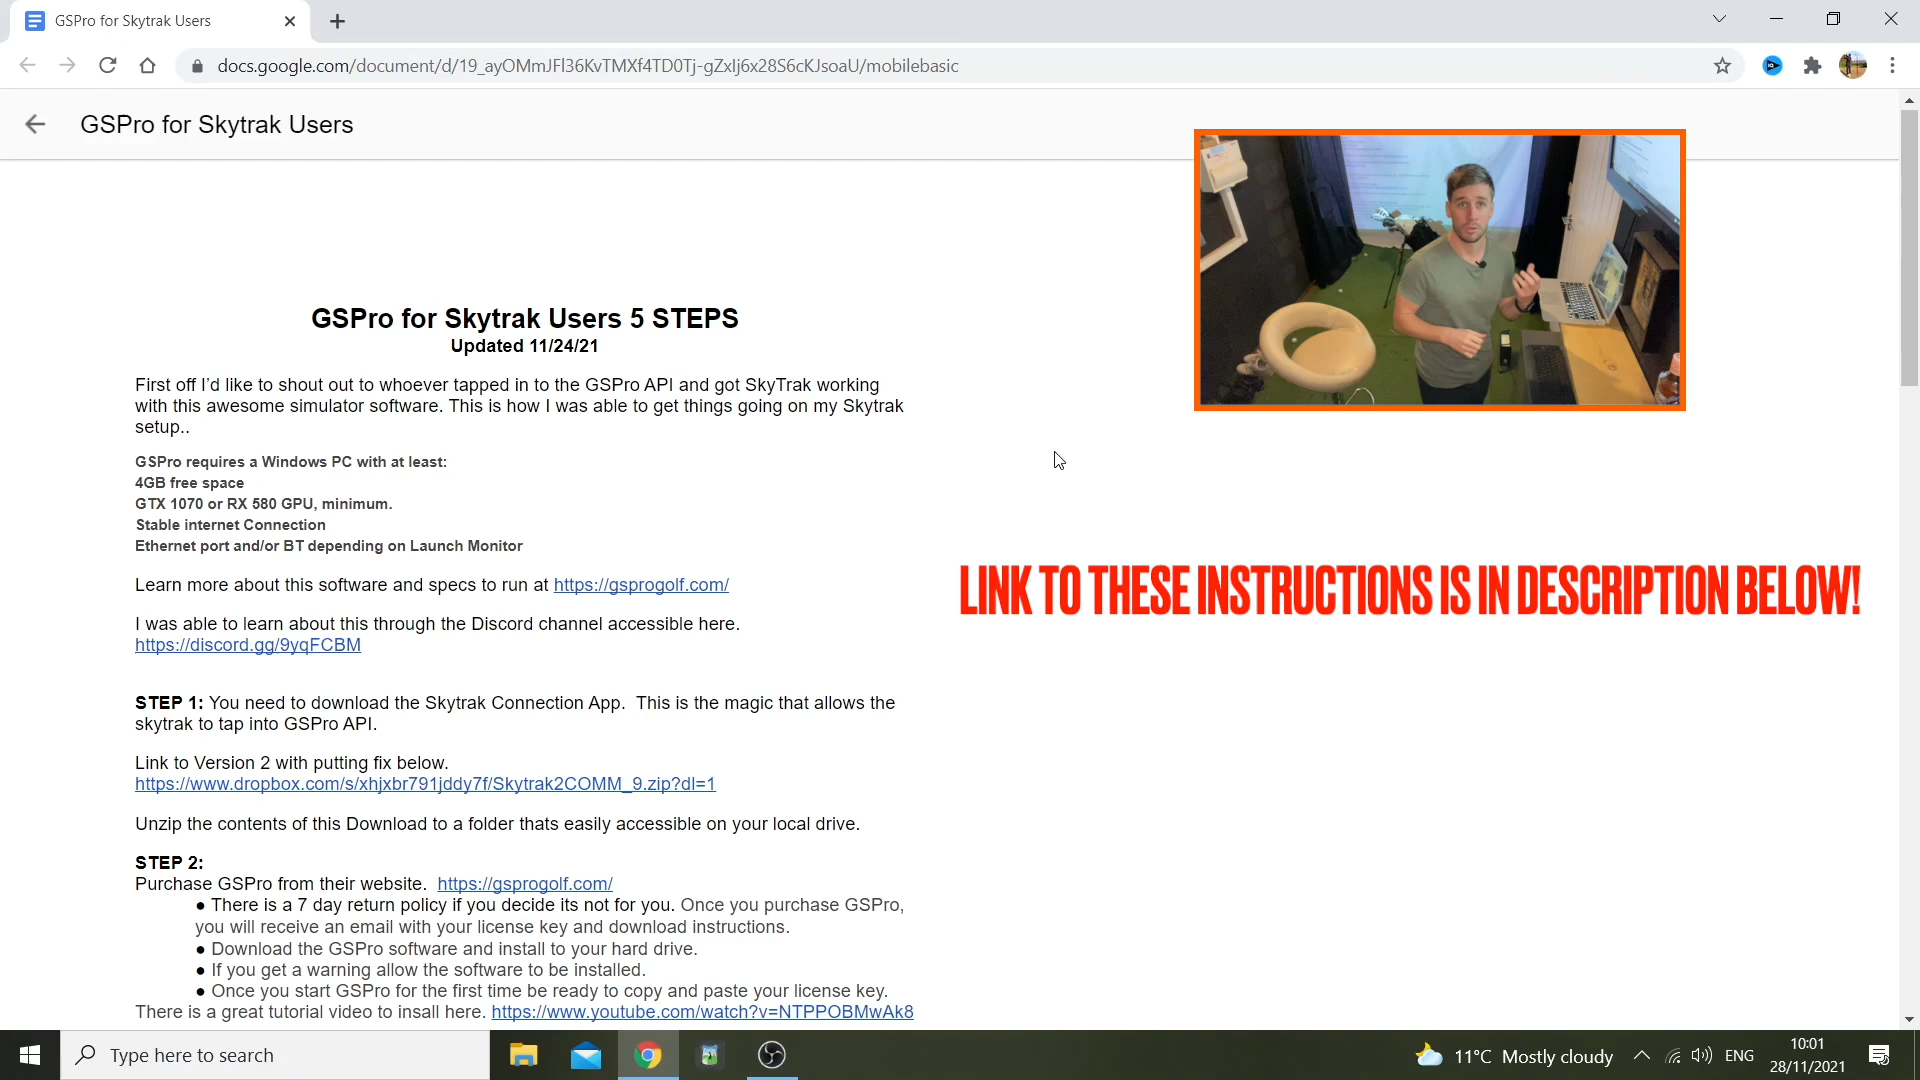 GSPro for Skytrak Users
docs.google.com/document/d/19_ayOMmJFl36KvTMXf4TD0Tj-gZxlj6x28S6cKJsoaU/mobilebasic
GSPro for Skytrak Users
GSPro for Skytrak Users 5 STEPS
Updated 11/24/21
First off I'd like to shout out to whoever tapped in to the GSPro API and got SkyTrak working
with this awesome simulator software. This is how I was able to get things going on my Skytrak
setup..
GSPro requires a Windows PC with at least:
4GB free space
GTX 1070 or RX 580 GPU, minimum.
Stable internet Connection
Ethernet port and/or BT depending on Launch Monitor
Learn more about this software and specs to run at https://gsprogolf.com/
LINK TO THESE INSTRUCTIONS IS IN DESCRIPTION BELOW!
I was able to learn about this through the Discord channel accessible here.
https://discord.gg/9yqFCBM
STEP 1: You need to download the Skytrak Connection App. This is the magic that allows the
skytrak to tap into GSPro API.
Link to Version 2 with putting fix below.
https://www.dropbox.com/s/xhjxbr791jddy7f/Skytrak2COMM_9.zip?dl=1
Unzip the contents of this Download to a folder thats easily accessible on your local drive.
STEP 2:
Purchase GSPro from their website. https://gsprogolf.com/
● There is a 7 day return policy if you decide its not for you. Once you purchase GSPro,
you will receive an email with your license key and download instructions.
● Download the GSPro software and install to your hard drive.
● If you get a warning allow the software to be installed.
● Once you start GSPro for the first time be ready to copy and paste your license key.
There is a great tutorial video to insall here. https://www.youtube.com/watch?v=NTPPOBMwAk8
Type here to search
11°C Mostly cloudy
ENG
10:01
28/11/2021